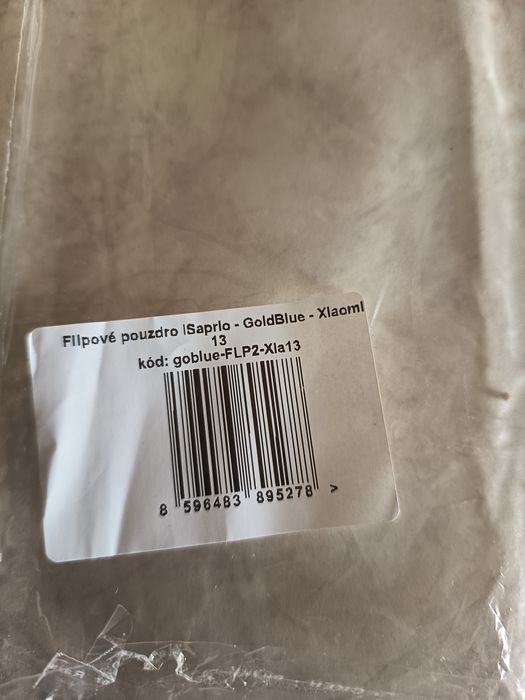 Flipové pouzdro iSaprio - GoldBlue - Xiaomi
13
kód: goblue-FLP2-Xia13
8 596483 895278 >